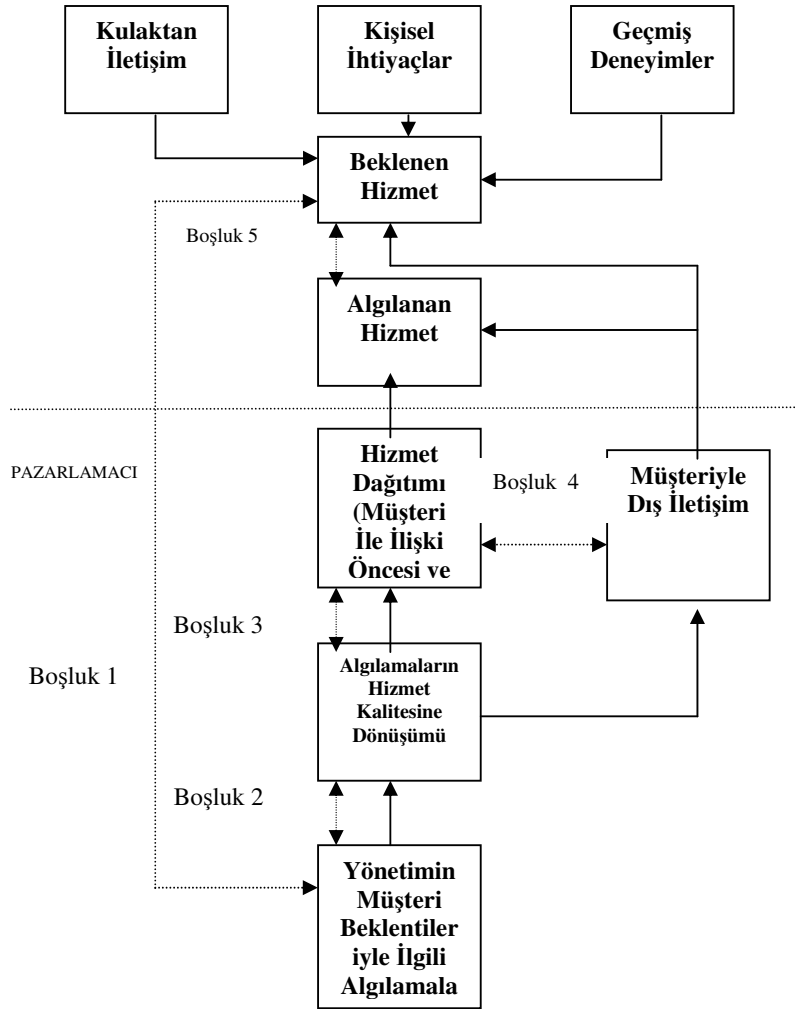 Kulaktan
İletişim
Kişisel
İhtiyaçlar
Geçmiş
Deneyimler
Beklenen
Hizmet
Boşluk 5
Algılanan
Hizmet
PAZARLAMACI
Hizmet
Dağıtımı
(Müşteri
İle İlişki
Öncesi ve
Boşluk 4
Müşteriyle
Dış İletişim
Boşluk 3
Boşluk 1
Algılamaların
Hizmet
Kalitesine
Dönüşümü
Boşluk 2
Yönetimin
Müşteri
Beklentiler
iyle İlgili
Algılamala